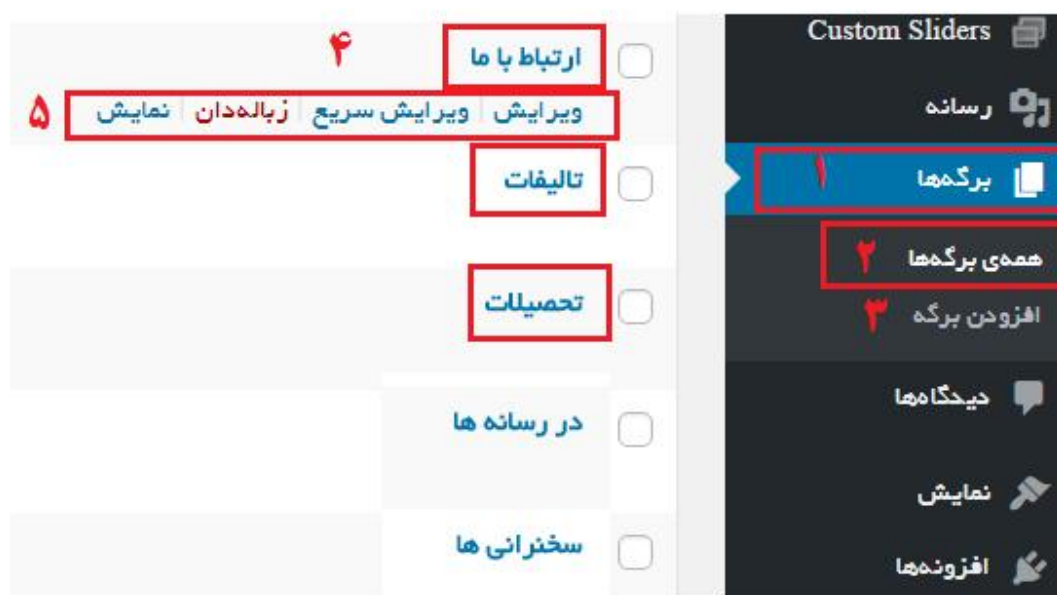 Custom Sliders
رسانه
برگه‌ها ۱
همه‌ی برگه‌ها ۲
افزودن برگه ۳
دیدگاه‌ها
نمایش
افزونه‌ها
ارتباط با ما ۴
ویرایش | ویرایش سریع | زباله‌دان | نمایش ۵
تالیفات
تحصیلات
در رسانه ها
سخنرانی ها